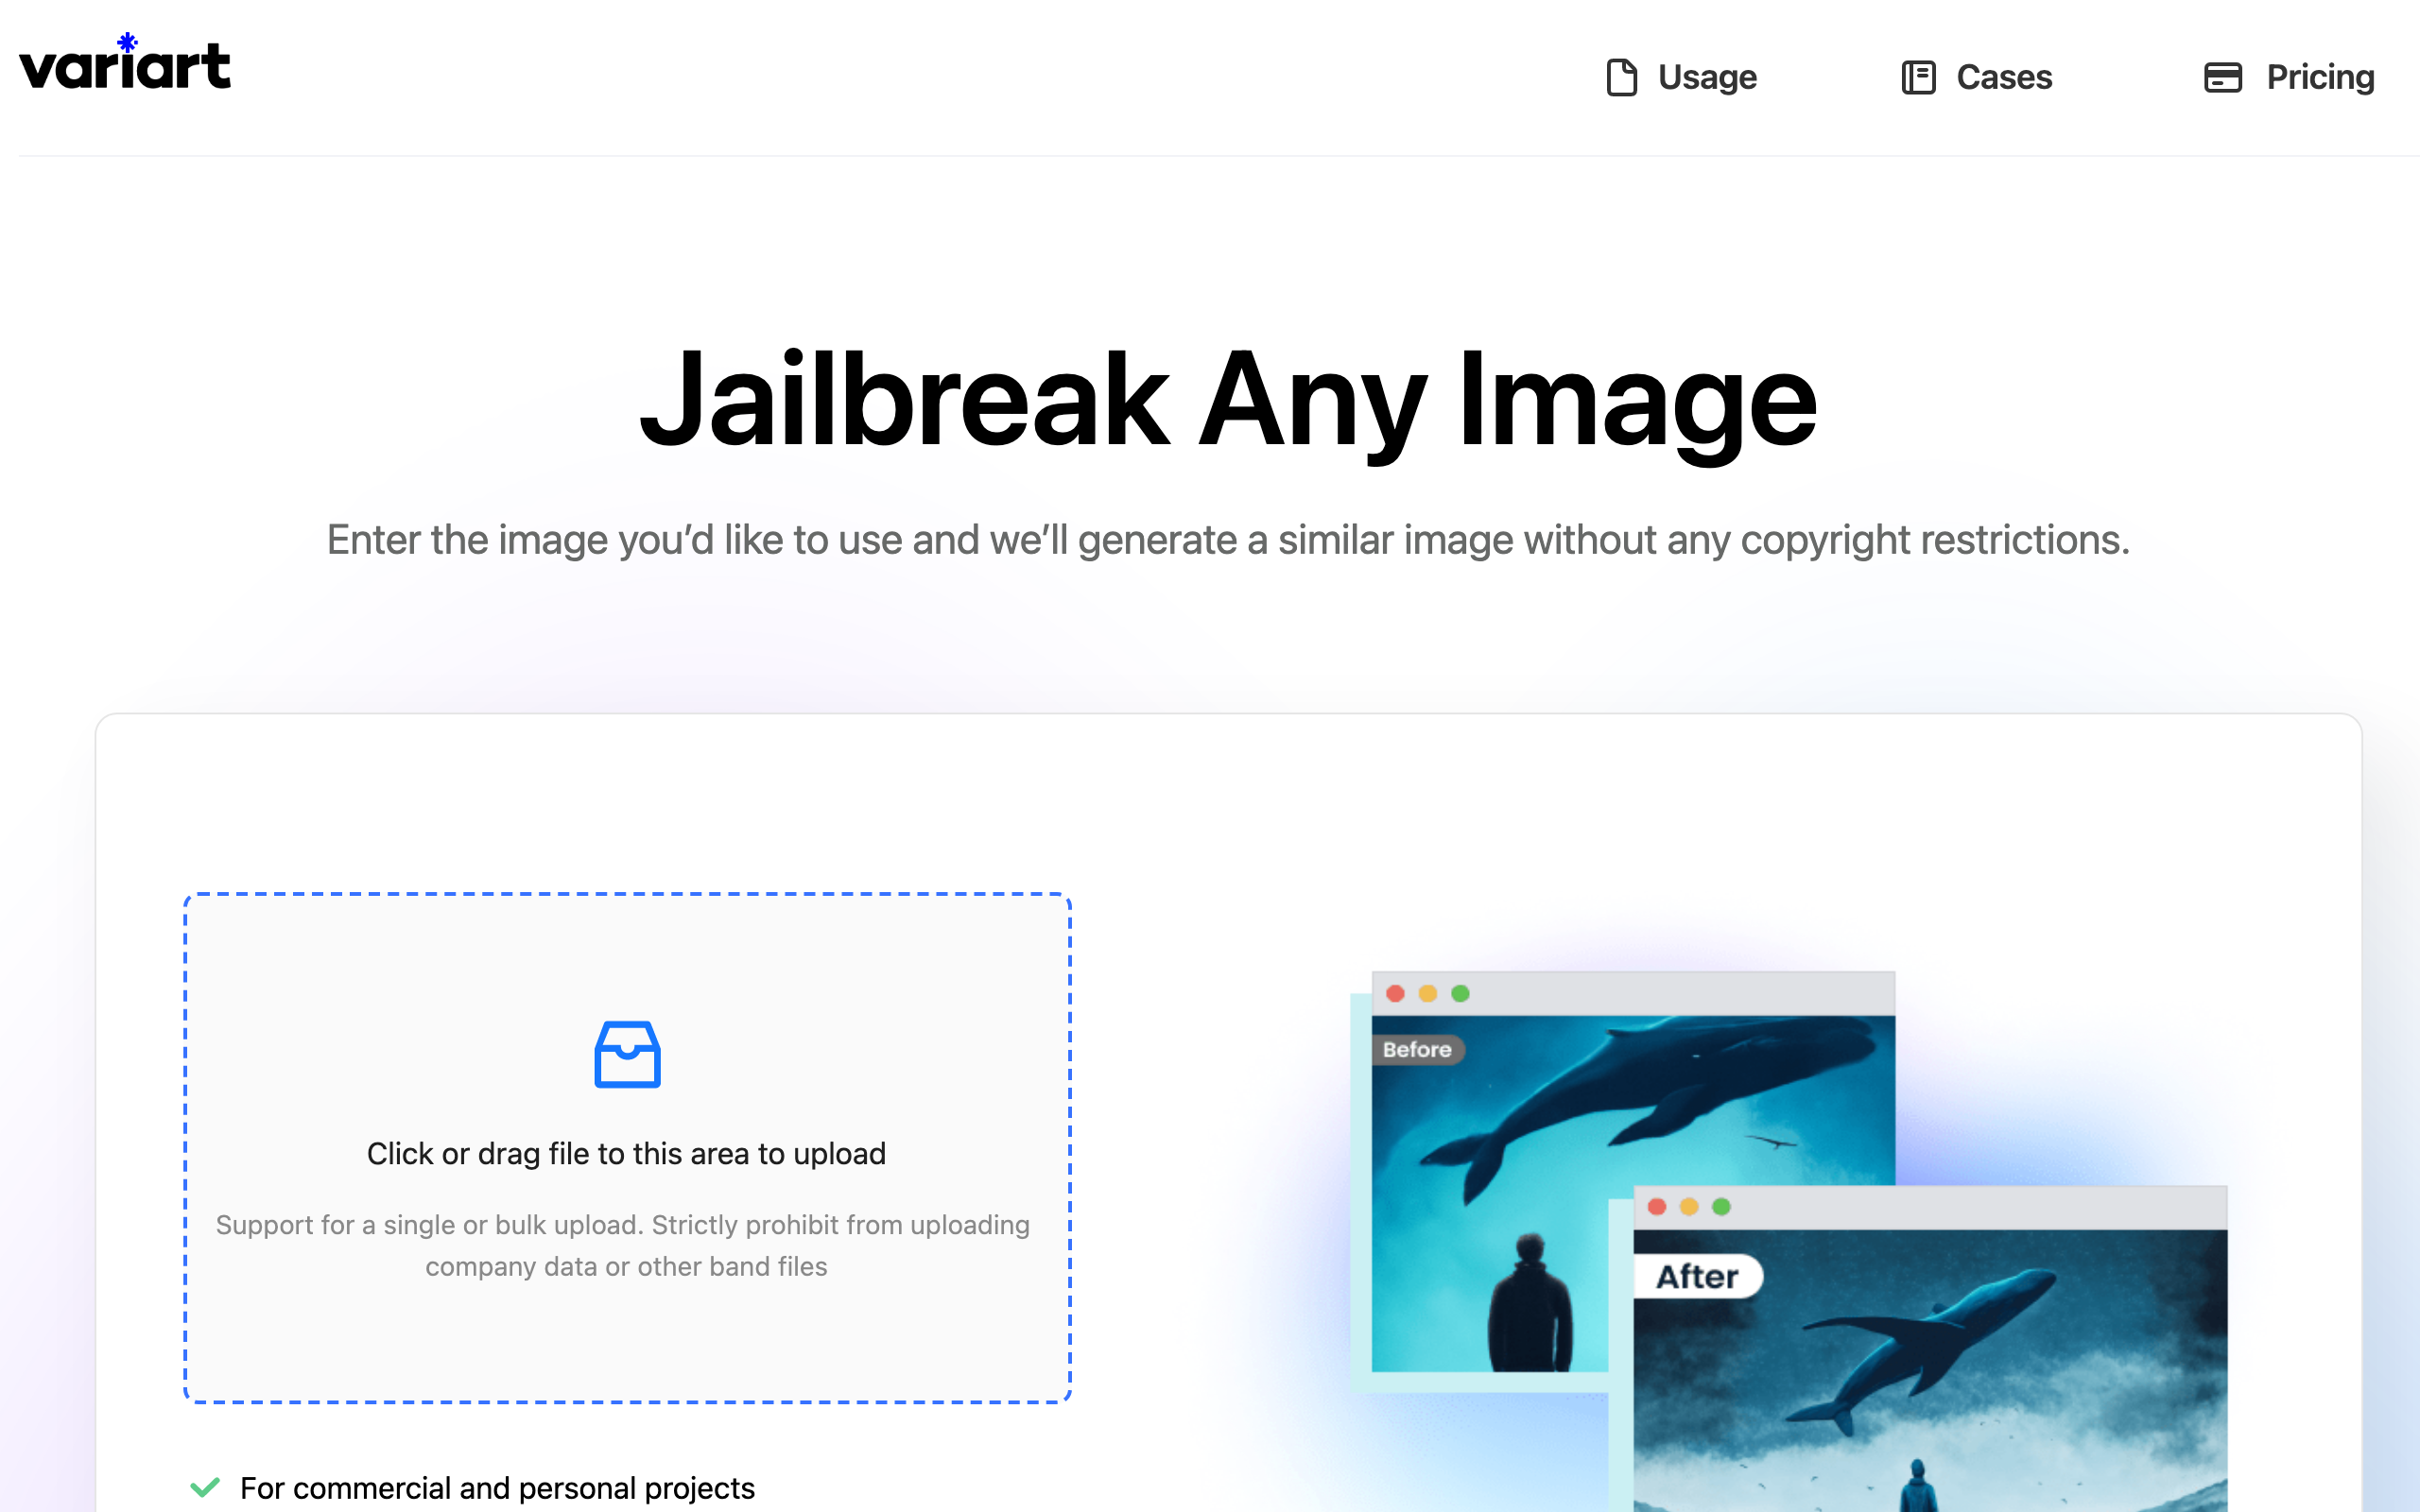 variart
Usage
Cases
Pricing
Jailbreak Any Image
Enter the image you’d like to use and we’ll generate a similar image without any copyright restrictions.
Click or drag file to this area to upload
Support for a single or bulk upload. Strictly prohibit from uploading
company data or other band files
For commercial and personal projects
Before
After